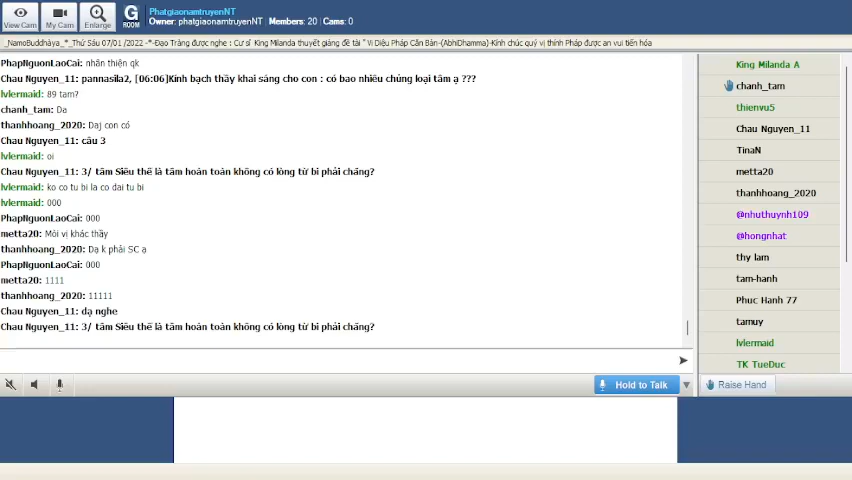 View Cam
My Cam
Enlarge
G
ROOM
PhatgiaonamtruyenNT
Owner: phatgiaonamtruyenNT | Members: 20 | Cams: 0
_NamoBuddhàya_*_Thứ Sáu 07/01 /2022 -*-Đạo Tràng được nghe : Cư sĩ King Milanda thuyết giảng đề tài " Vi Diệu Pháp Căn Bản-(AbhiDhamma)-Kính chúc quý vị thính Pháp được an vui tiến hóa
PhapNguonLaoCai: nhân thiện qk
Chau Nguyen_11: pannasila2, [06:06]Kính bạch thầy khai sáng cho con : có bao nhiêu chủng loại tâm ạ ???
lvlermaid: 89 tam?
chanh_tam: Da
thanhhoang_2020: Daj con có
Chau Nguyen_11: câu 3
lvlermaid: oi
Chau Nguyen_11: 3/ tâm Siêu thế là tâm hoàn toàn không có lòng từ bi phải chăng?
lvlermaid: ko co tu bi la co dai tu bi
lvlermaid: 000
PhapNguonLaoCai: 000
metta20: Mỏi vị khác thầy
thanhhoang_2020: Dạ k phải SC ạ
PhapNguonLaoCai: 000
metta20: 1111
thanhhoang_2020: 11111
Chau Nguyen_11: dạ nghe
Chau Nguyen_11: 3/ tâm Siêu thế là tâm hoàn toàn không có lòng từ bi phải chăng?
King Milanda A
chanh_tam
thienvu5
Chau Nguyen_11
TinaN
metta20
thanhhoang_2020
@nhuthuynh109
@hongnhat
thy lam
tam-hanh
Phuc Hanh 77
tamuy
lvlermaid
TK TueDuc
Hold to Talk
Raise Hand